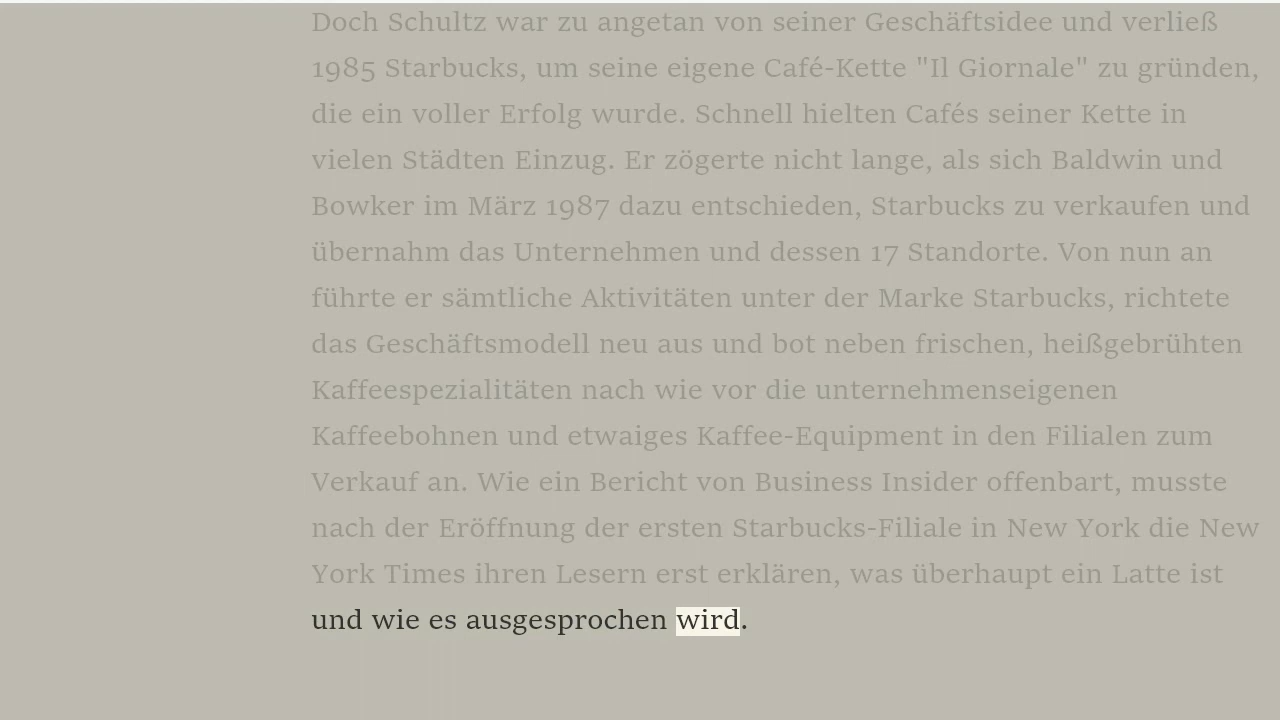 Doch Schultz war zu angetan von seiner Geschäftsidee und verließ
1985 Starbucks, um seine eigene Café-Kette "Il Giornale" zu gründen,
die ein voller Erfolg wurde. Schnell hielten Cafés seiner Kette in
vielen Städten Einzug. Er zögerte nicht lange, als sich Baldwin und
Bowker im März 1987 dazu entschieden, Starbucks zu verkaufen und
übernahm das Unternehmen und dessen 17 Standorte. Von nun an
führte er sämtliche Aktivitäten unter der Marke Starbucks, richtete
das Geschäftsmodell neu aus und bot neben frischen, heißgebrühten
Kaffeespezialitäten nach wie vor die unternehmenseigenen
Kaffeebohnen und etwaiges Kaffee-Equipment in den Filialen zum
Verkauf an. Wie ein Bericht von Business Insider offenbart, musste
nach der Eröffnung der ersten Starbucks-Filiale in New York die New
York Times ihren Lesern erst erklären, was überhaupt ein Latte ist
und wie es ausgesprochen wird.